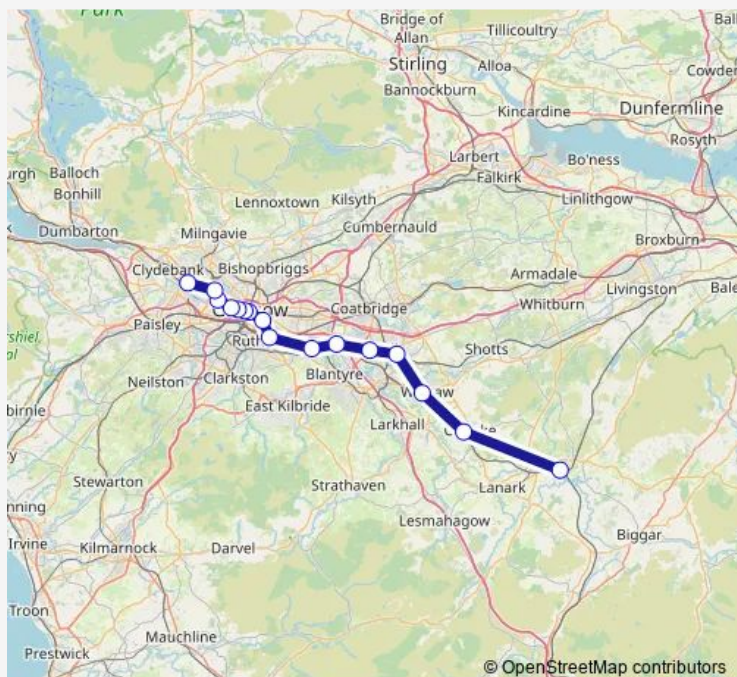 Park
Bridge of
Allan
Tillicoultry
Stirling
Alloa
Cowden
Bannockburn
Kincardine
Dunfermline
Larbert
Rosyth
Balloch
Bo'ness
Bonhill
Falkirk
Kilsyth
Linlithgow
Lennoxtown
Dumbarton
Milngavie
Cumbernauld
Broxburn
Clydebank
Bishopbriggs
Armadale
Livingston
Coatbridge
Whitburn
Paisley
Ruth
Shotts
Neilston
Clarkston
Blantyre
East Kilbride
Larkhall
Strathaven
Lanark
Stewarton
Lesmahagow
Biggar
Irvine
Kilmarnock
Darvel
Troon
Mauchline
Prestwick
© OpenStreetMap contributors